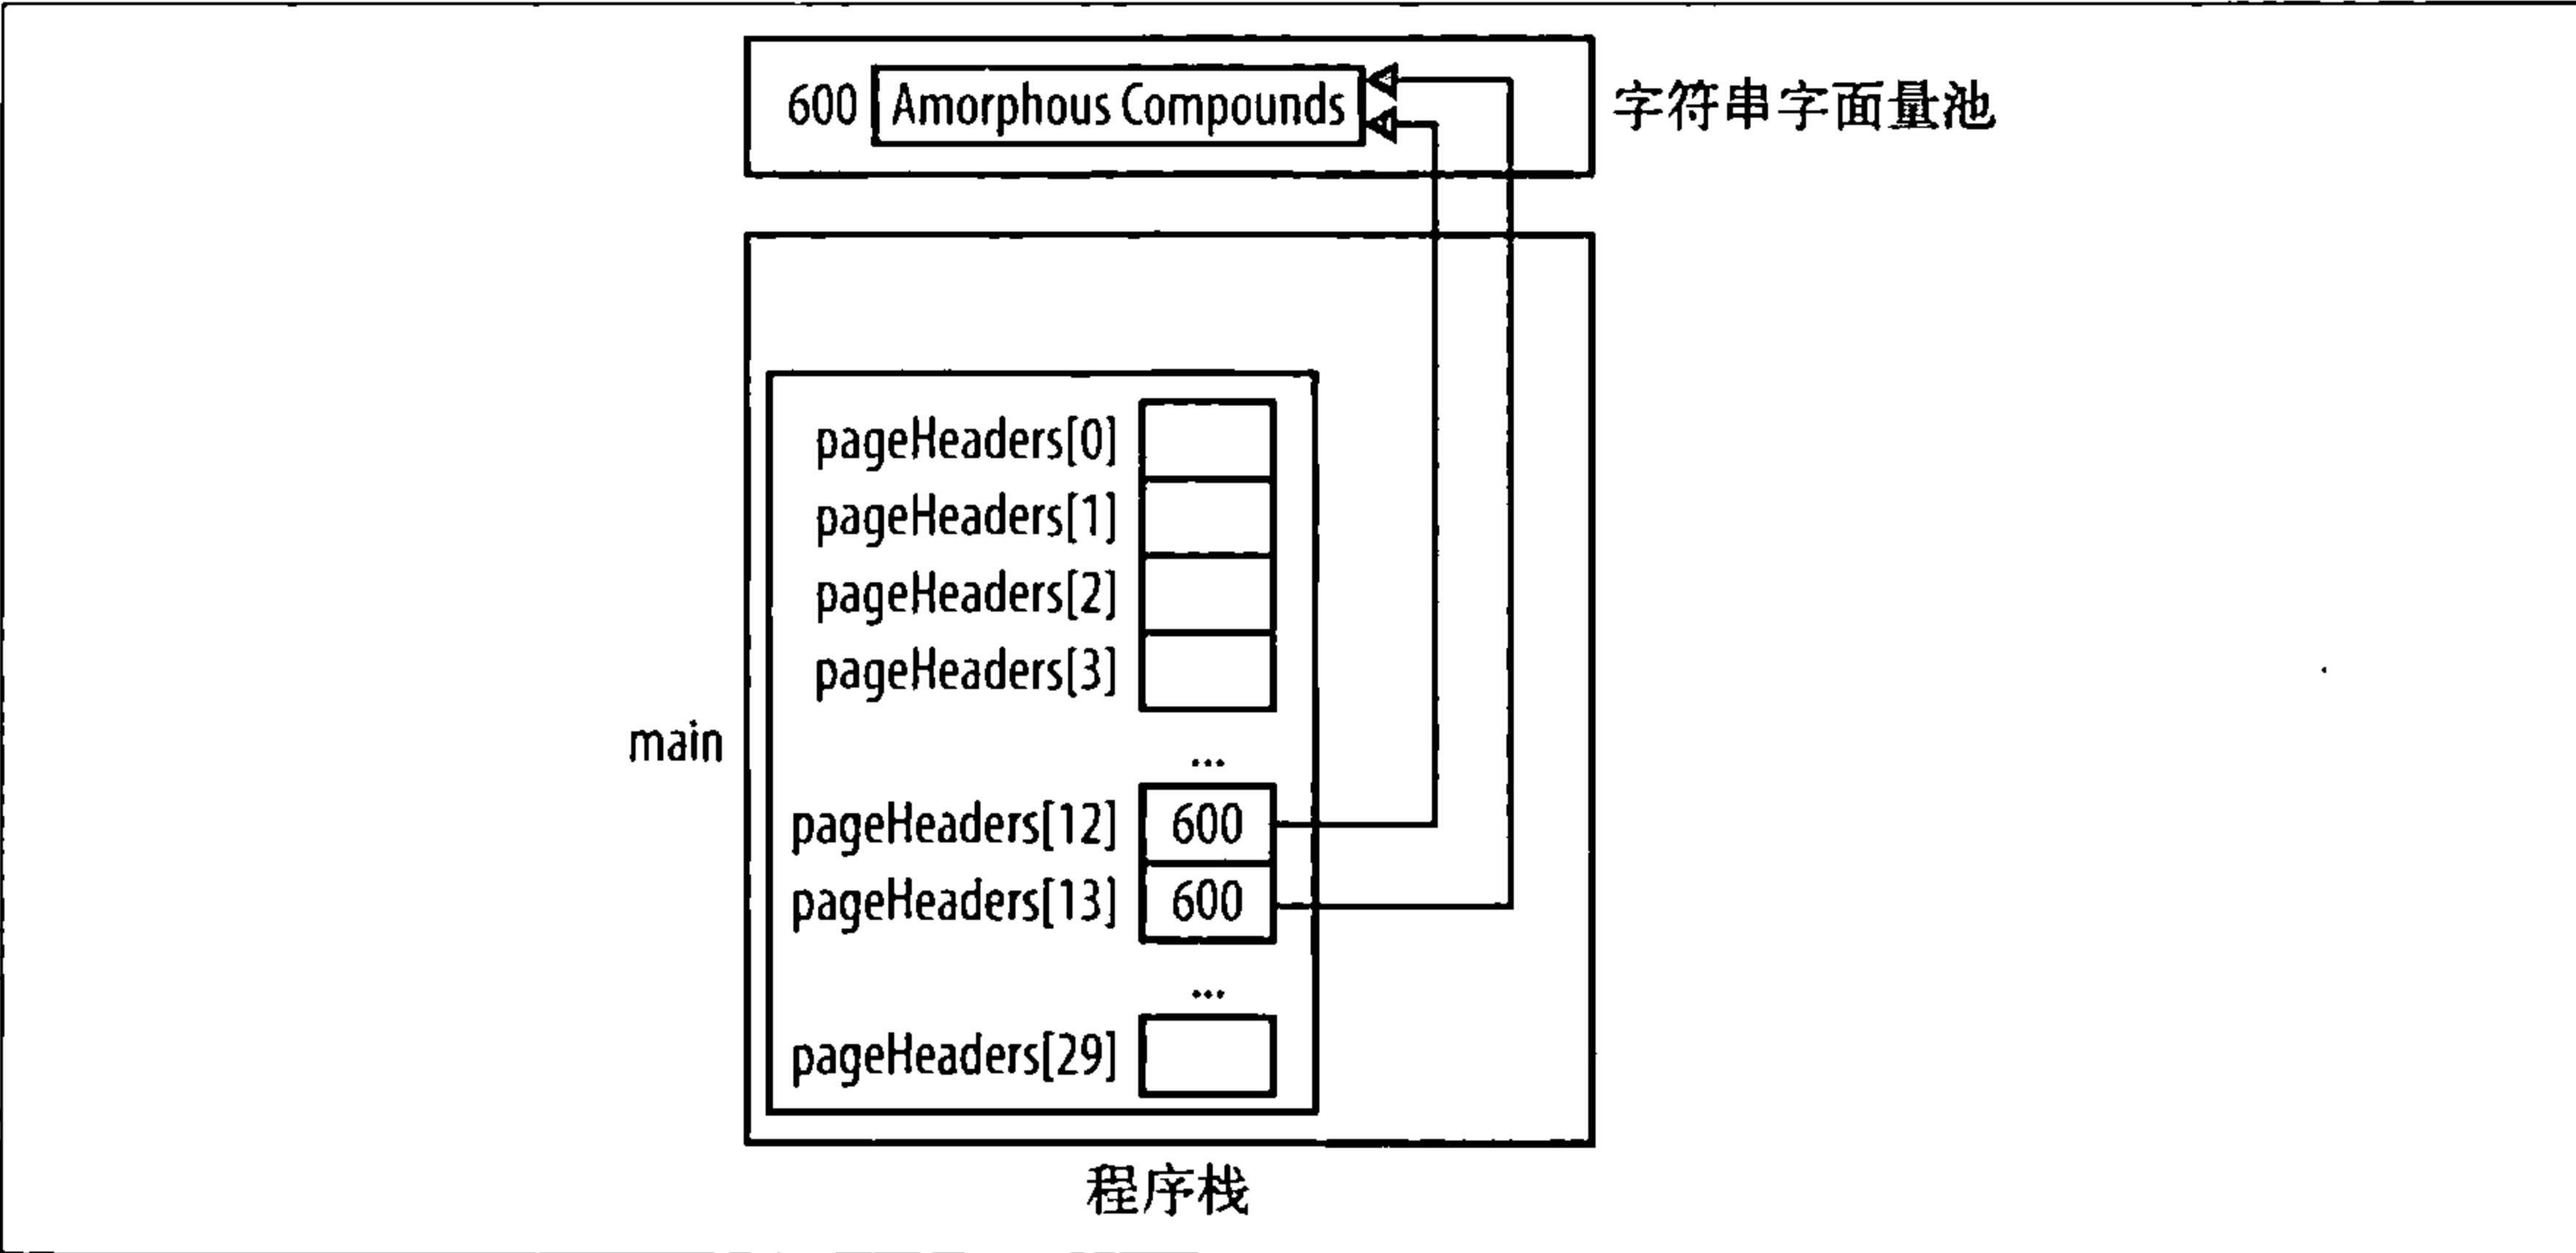 600 Amorphous Compounds 字符串字面量池
pageHeaders[0]
pageHeaders[1]
pageHeaders[2]
pageHeaders[3]
main
...
pageHeaders[12] 600
pageHeaders[13] 600
...
pageHeaders[29]
程序栈